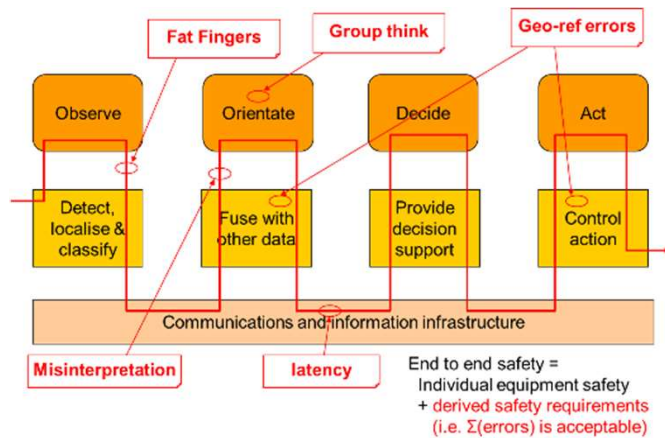 Fat Fingers
Group think
Geo-ref errors
Observe
Orientate
Decide
Act
Detect,
localise &
classify
Fuse with
other data
Provide
decision
support
Control
action
Communications and information infrastructure
Misinterpretation
latency
End to end safety =
Individual equipment safety
+ derived safety requirements
(i.e. Σ(errors) is acceptable)